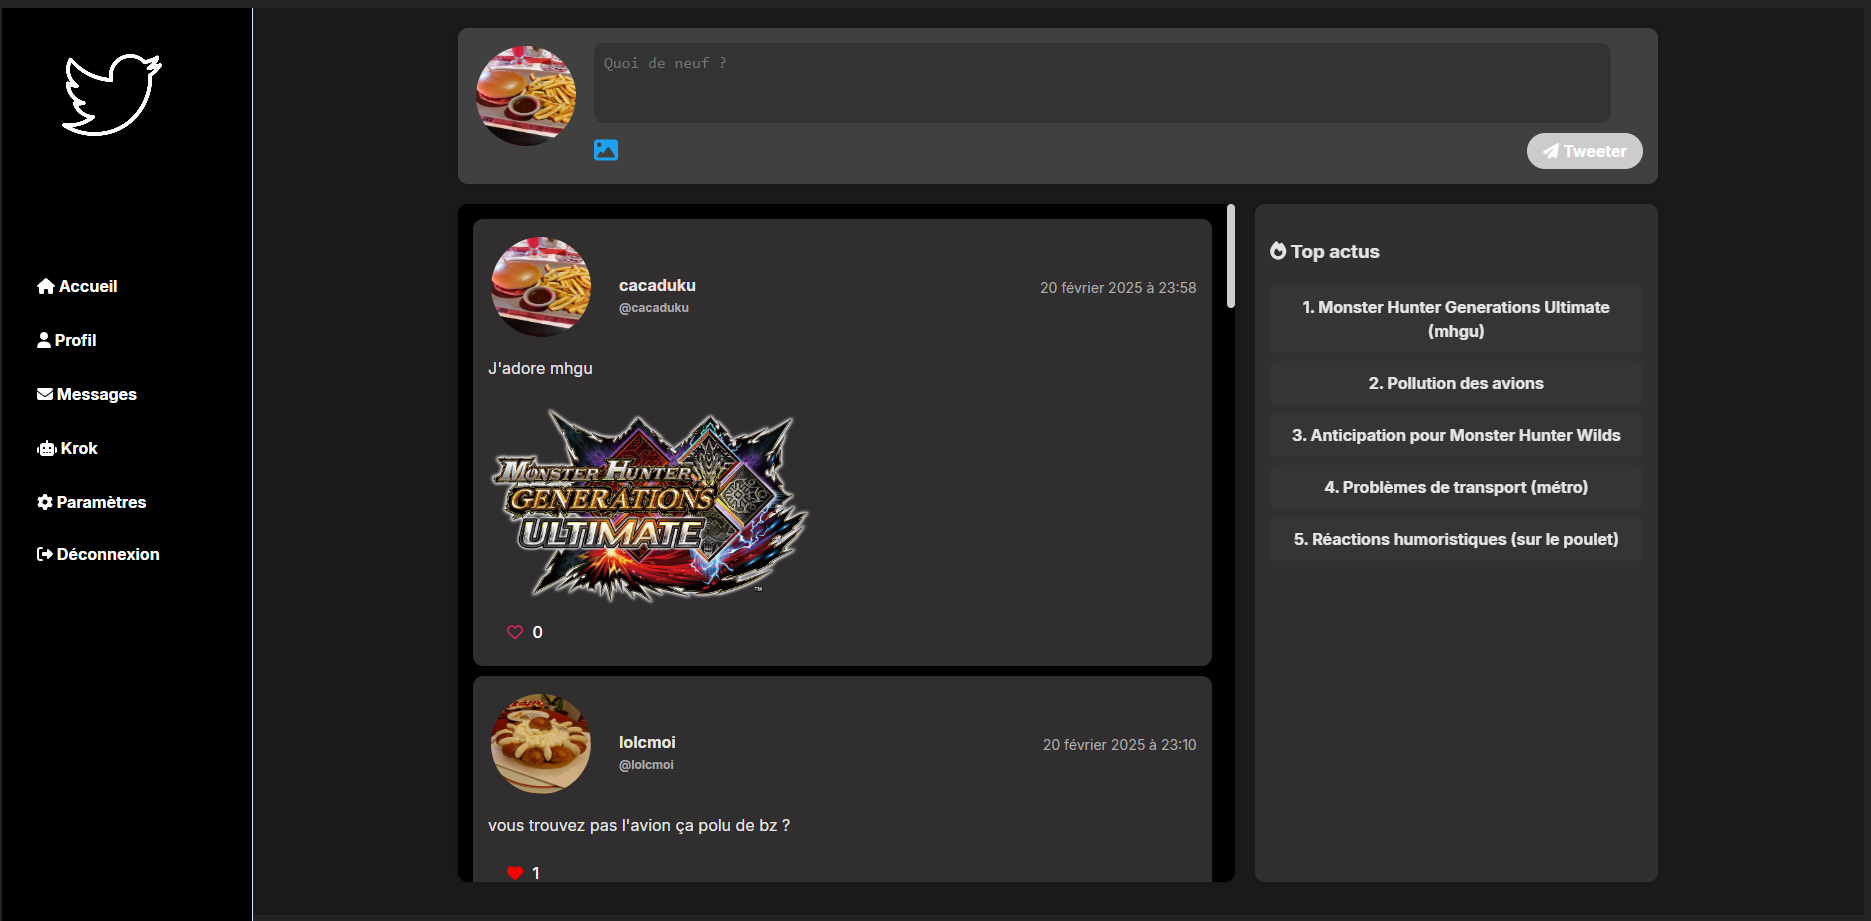 Accueil
Profil
Messages
Krok
Paramètres
Déconnexion
Quoi de neuf ?
Tweeter
cacaduku
@cacaduku
20 février 2025 à 23:58
J'adore mhgu
MONSTER HUNTER
GENERATIONS
ULTIMATE
TM
0
lolcmoi
@lolcmoi
20 février 2025 à 23:10
vous trouvez pas l'avion ça polu de bz ?
1
Top actus
1. Monster Hunter Generations Ultimate
(mhgu)
2. Pollution des avions
3. Anticipation pour Monster Hunter Wilds
4. Problèmes de transport (métro)
5. Réactions humoristiques (sur le poulet)